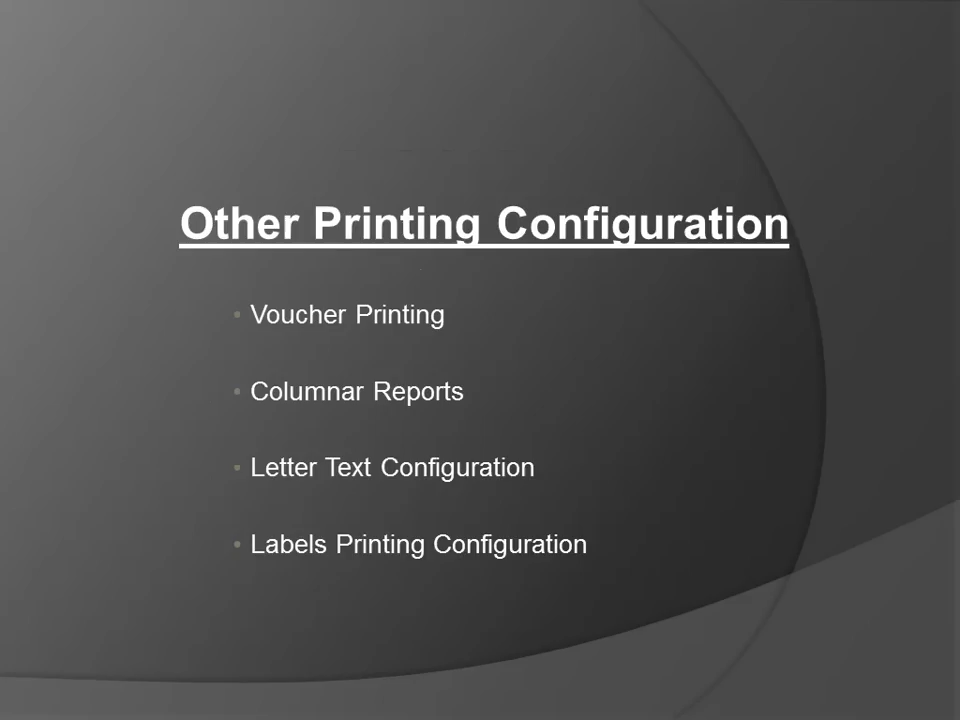 Other Printing Configuration
• Voucher Printing
• Columnar Reports
• Letter Text Configuration
• Labels Printing Configuration